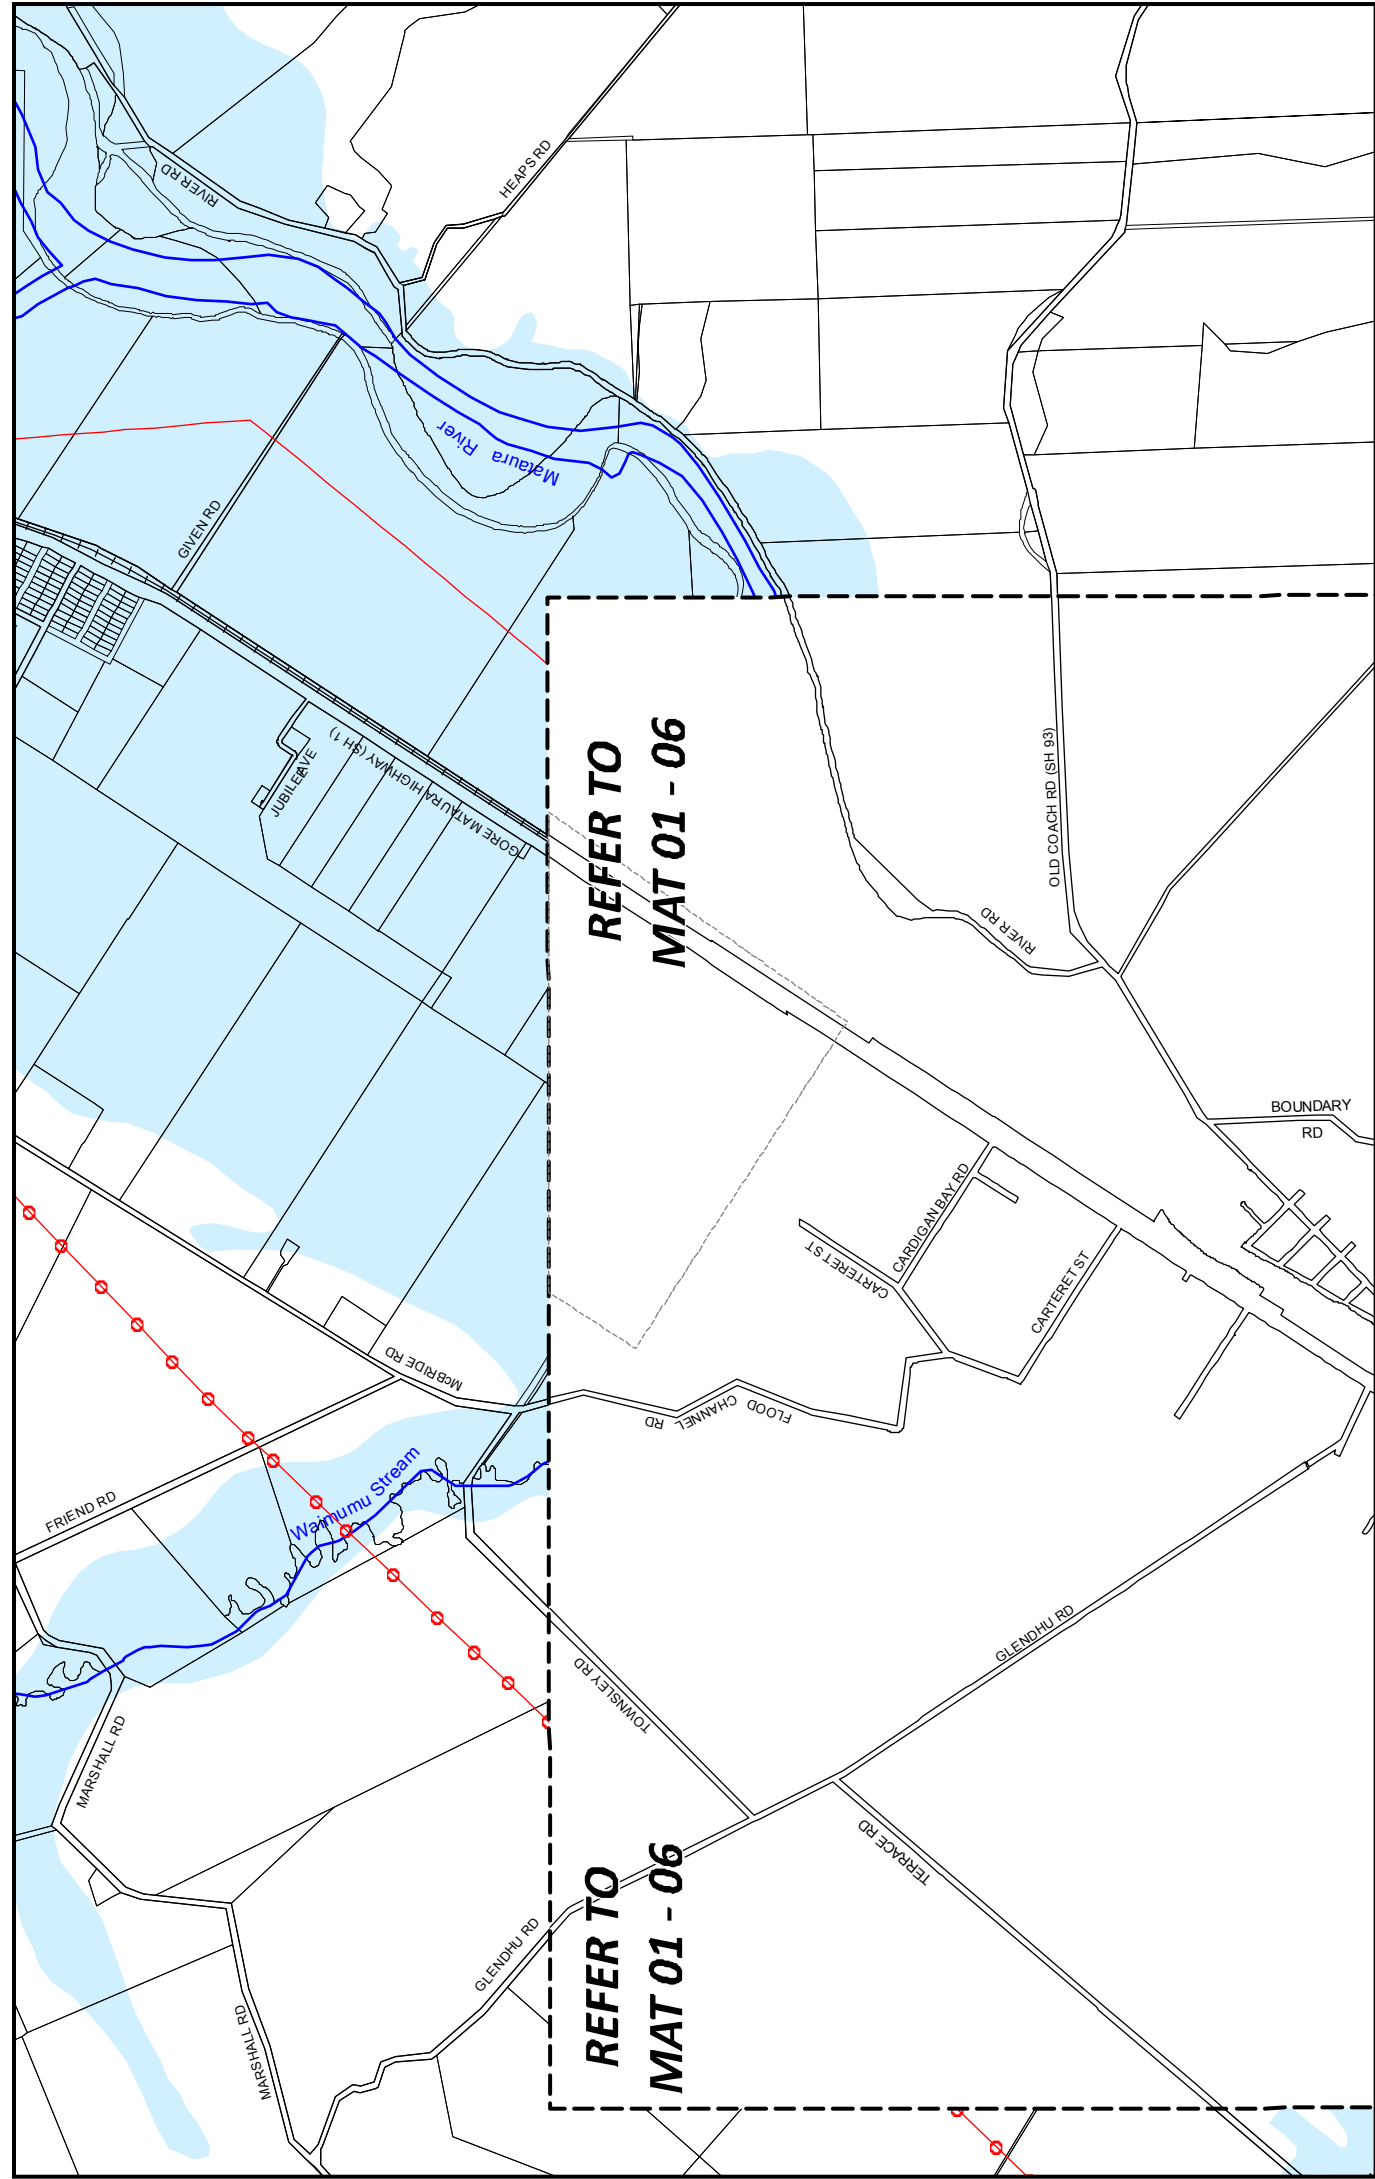 RIVER RD
HEAPS RD
Mataura River
GIVEN RD
JUBILEE AVE
GORE MATAURA HIGHWAY (SH 1)
REFER TO
MAT 01 - 06
OLD COACH RD (SH 93)
RIVER RD
BOUNDARY
RD
CARDIGAN BAY RD
CARTERET ST
CARTERET ST
McBRIDE RD
FLOOD CHANNEL RD
FRIEND RD
Waimumu Stream
GLENDHU RD
TOWNSLEY RD
MARSHALL RD
TERRACE RD
REFER TO
MAT 01 - 06
GLENDHU RD
MARSHALL RD